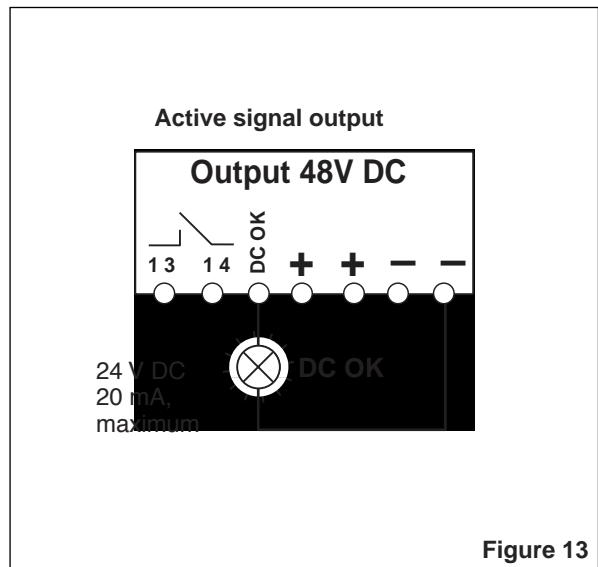 Active signal output
Output 48V DC
13 14 DC OK + + − −
24 V DC
20 mA,
maximum
DC OK
Figure 13